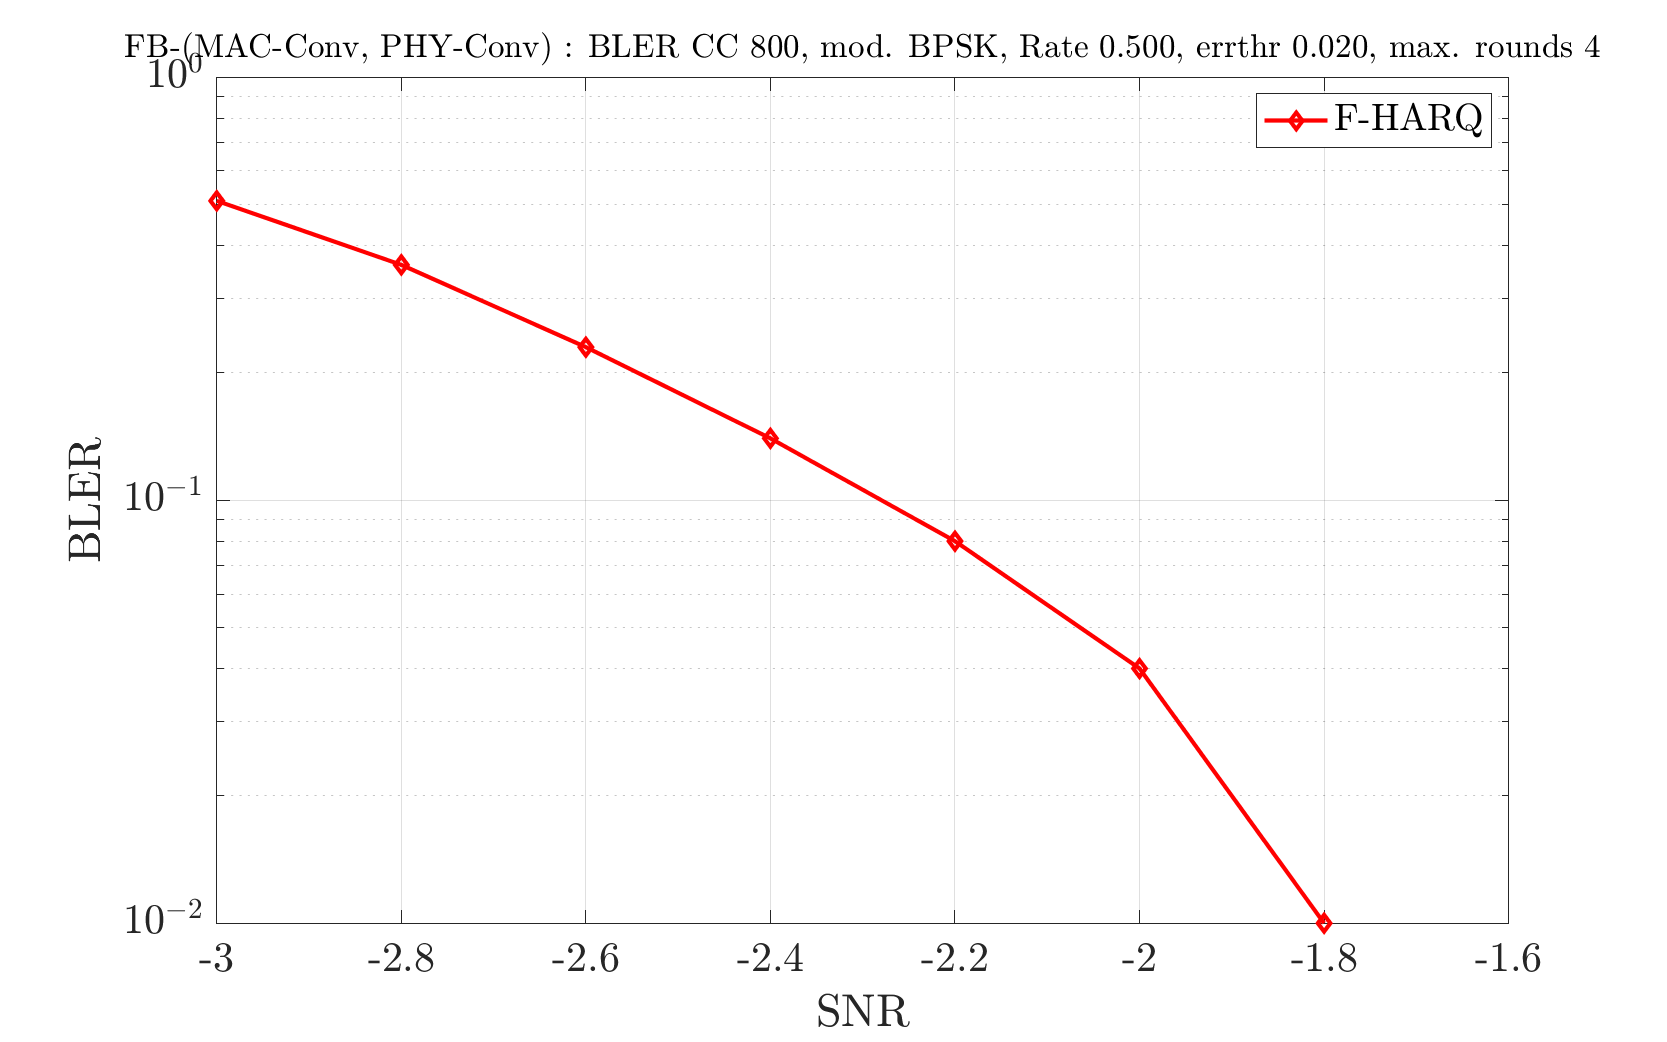 FB-(MAC-Conv, PHY-Conv) : BLER CC 800, mod. BPSK, Rate 0.500, errthr 0.020, max. rounds 4
10⁰
F-HARQ
BLER
10⁻¹
10⁻²
-3 -2.8 -2.6 -2.4 -2.2 -2 -1.8 -1.6
SNR